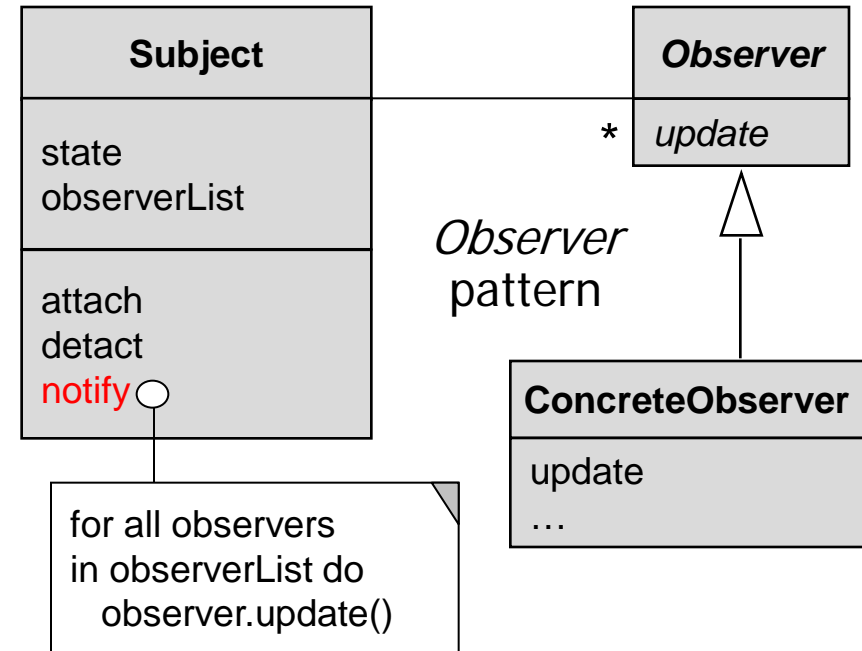 Subject
state
observerList
attach
detact
notify
for all observers
in observerList do
observer.update()
Observer
pattern
Observer
*
update
ConcreteObserver
update
…